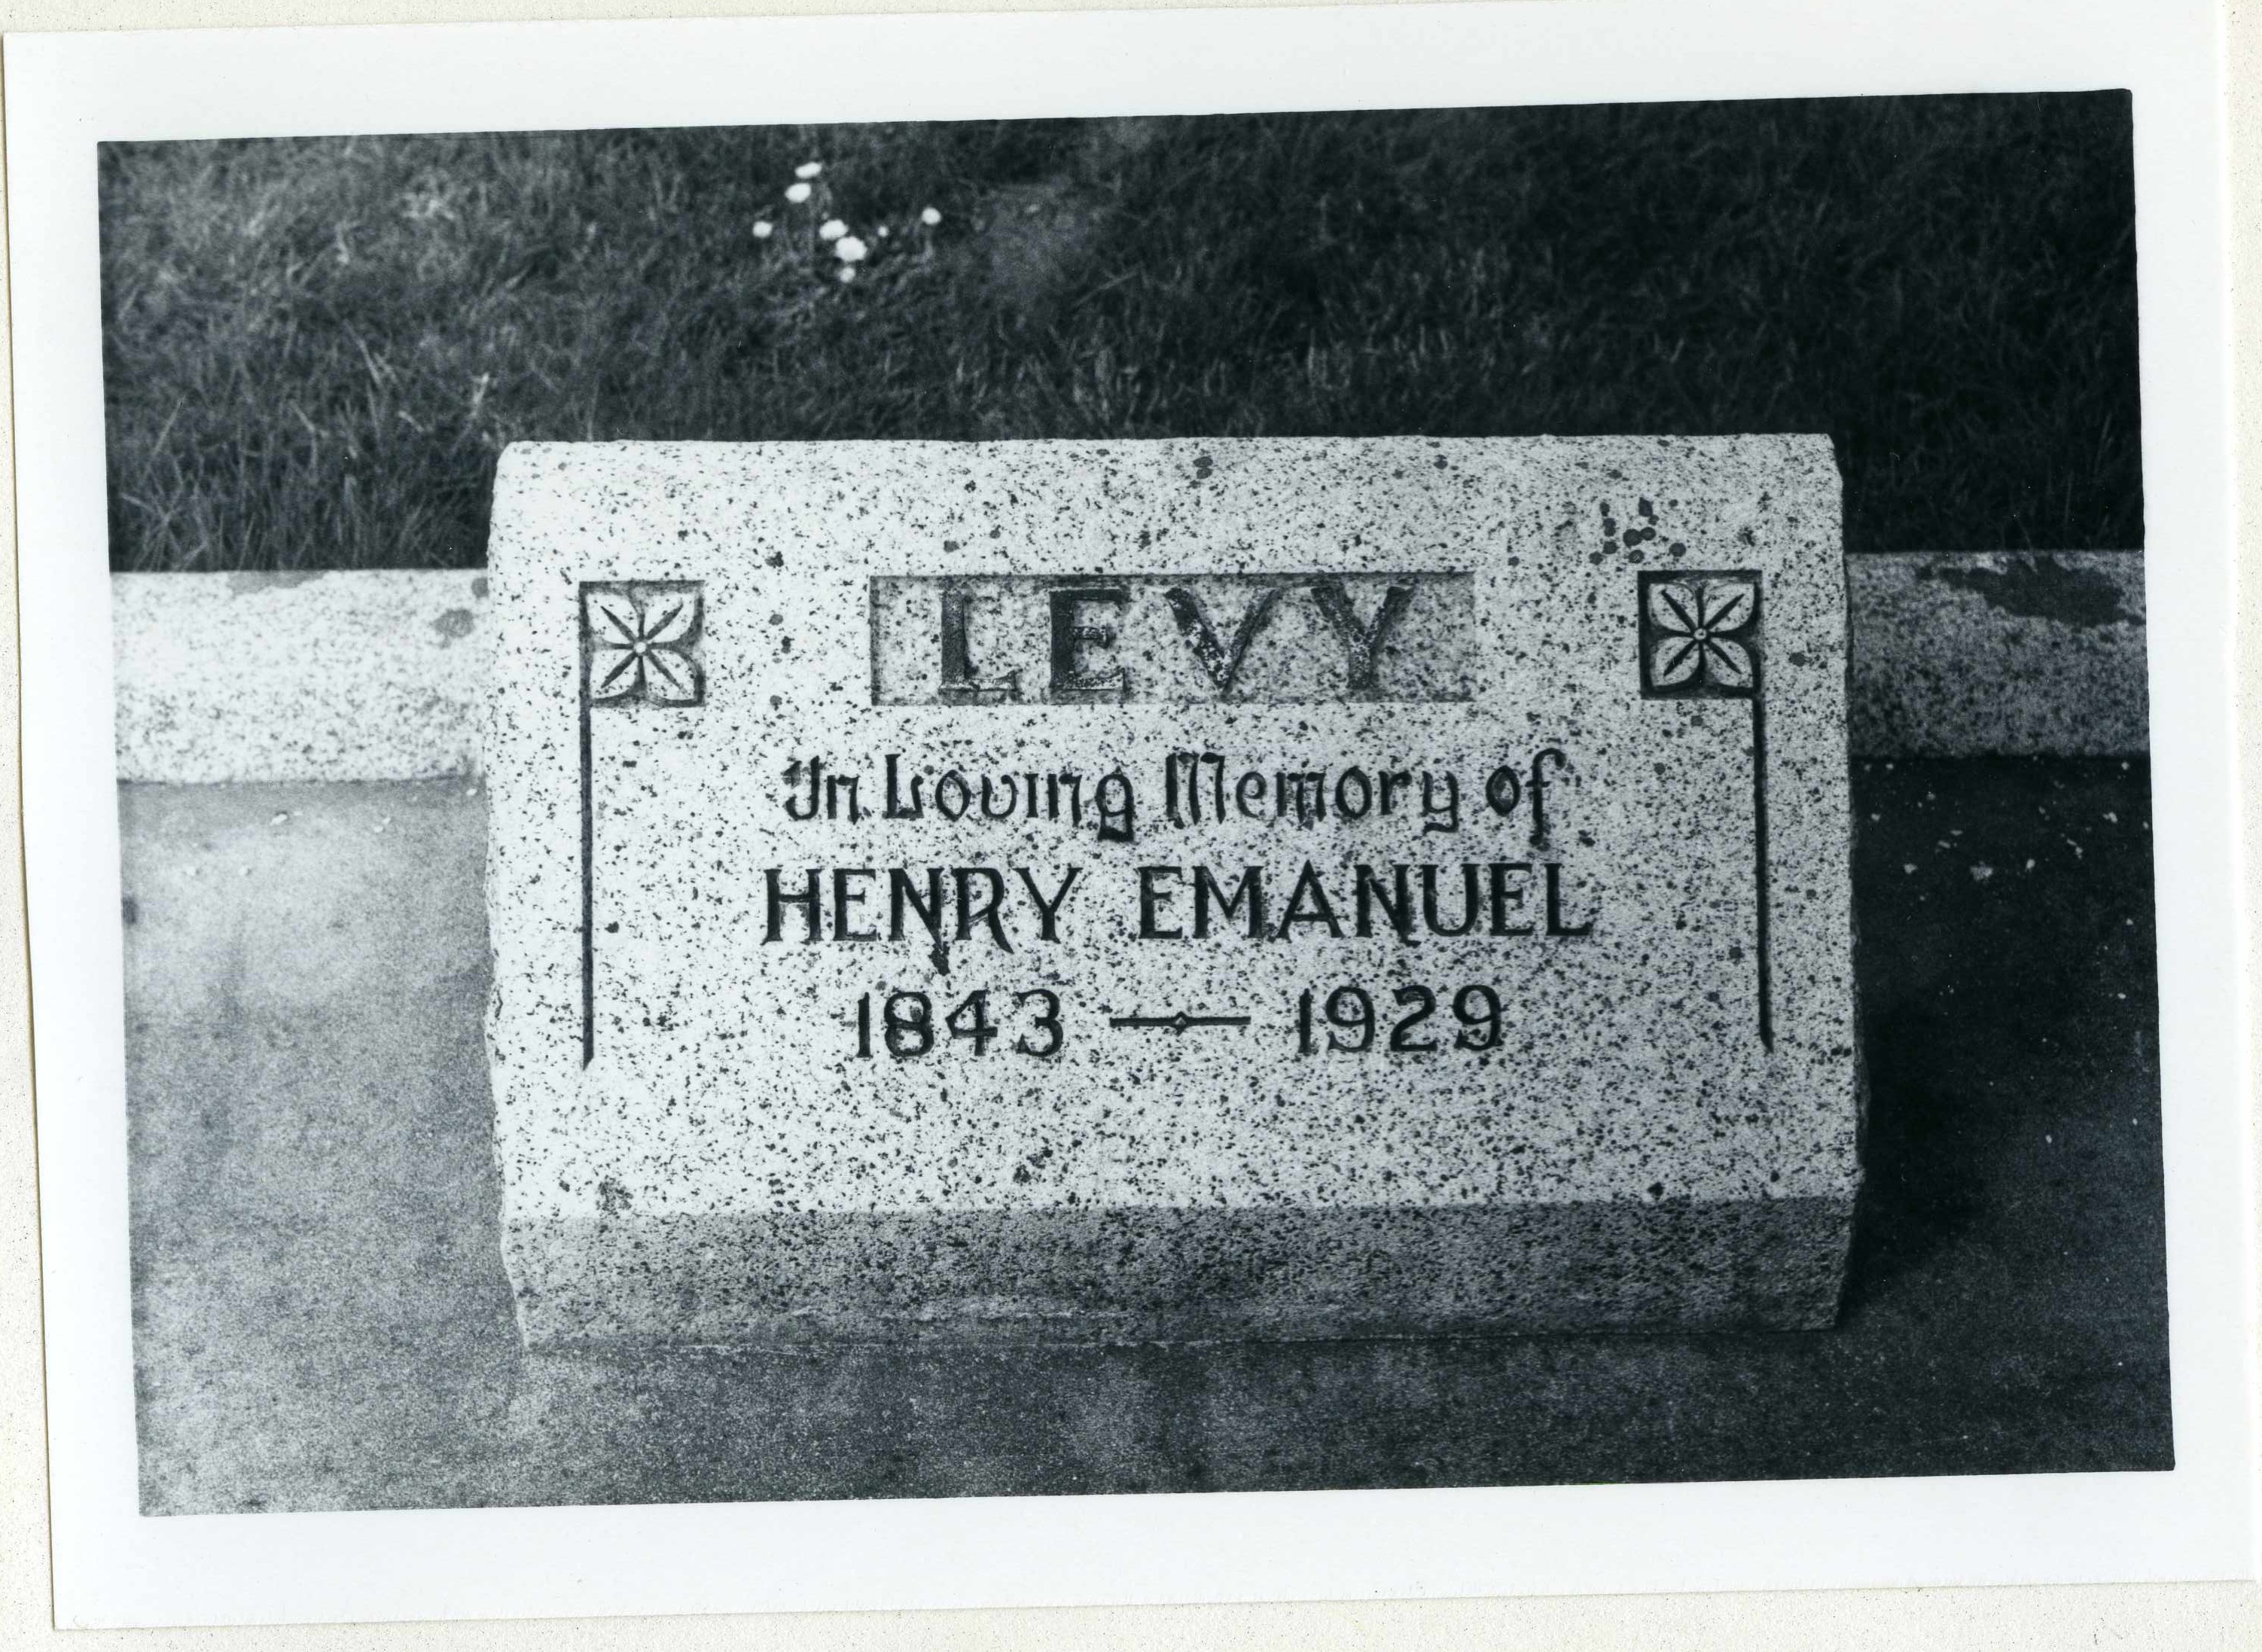 LEVY
In Loving Memory of
HENRY EMANUEL
1843 — 1929